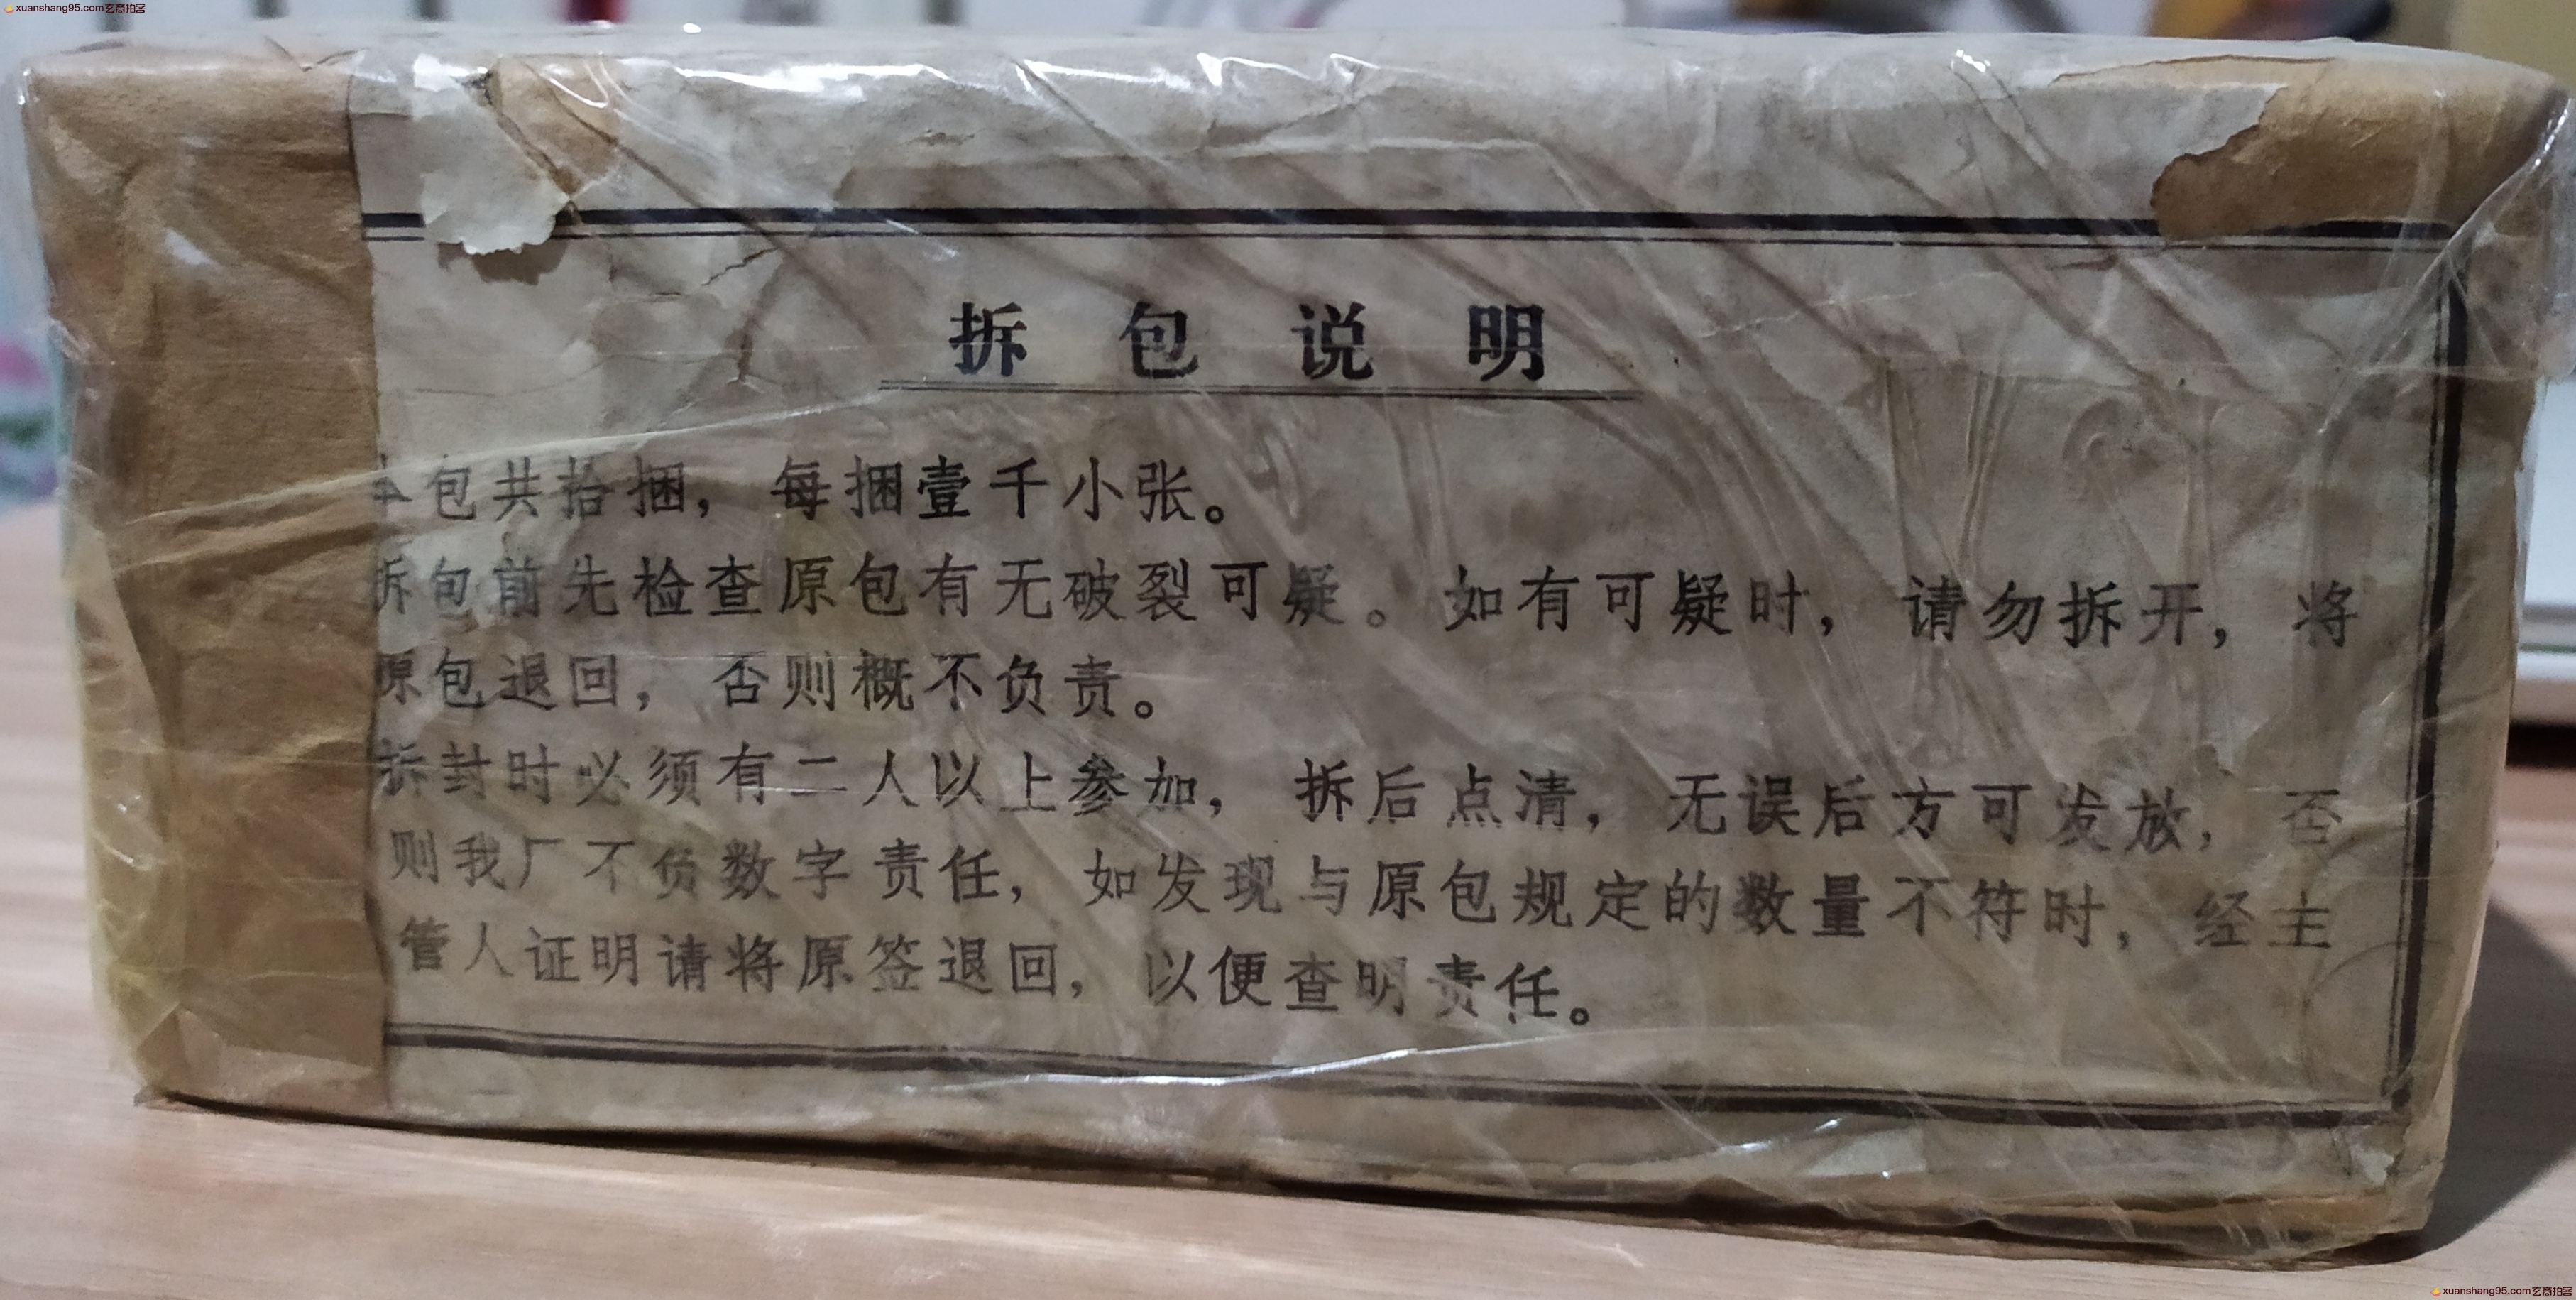 xuanshang95.com玄商拍客
拆包说明
本包共拾捆，每捆壹千小张。
拆包前先检查原包有无破裂可疑。如有可疑时，请勿拆开，将
原包退回，否则概不负责。
拆封时必须有二人以上参加，拆后点清，无误后方可发放，否
则我厂不负数字责任，如发现与原包规定的数量不符时，经主
管人证明请将原签退回，以便查明责任。
xuanshang95.com玄商拍客